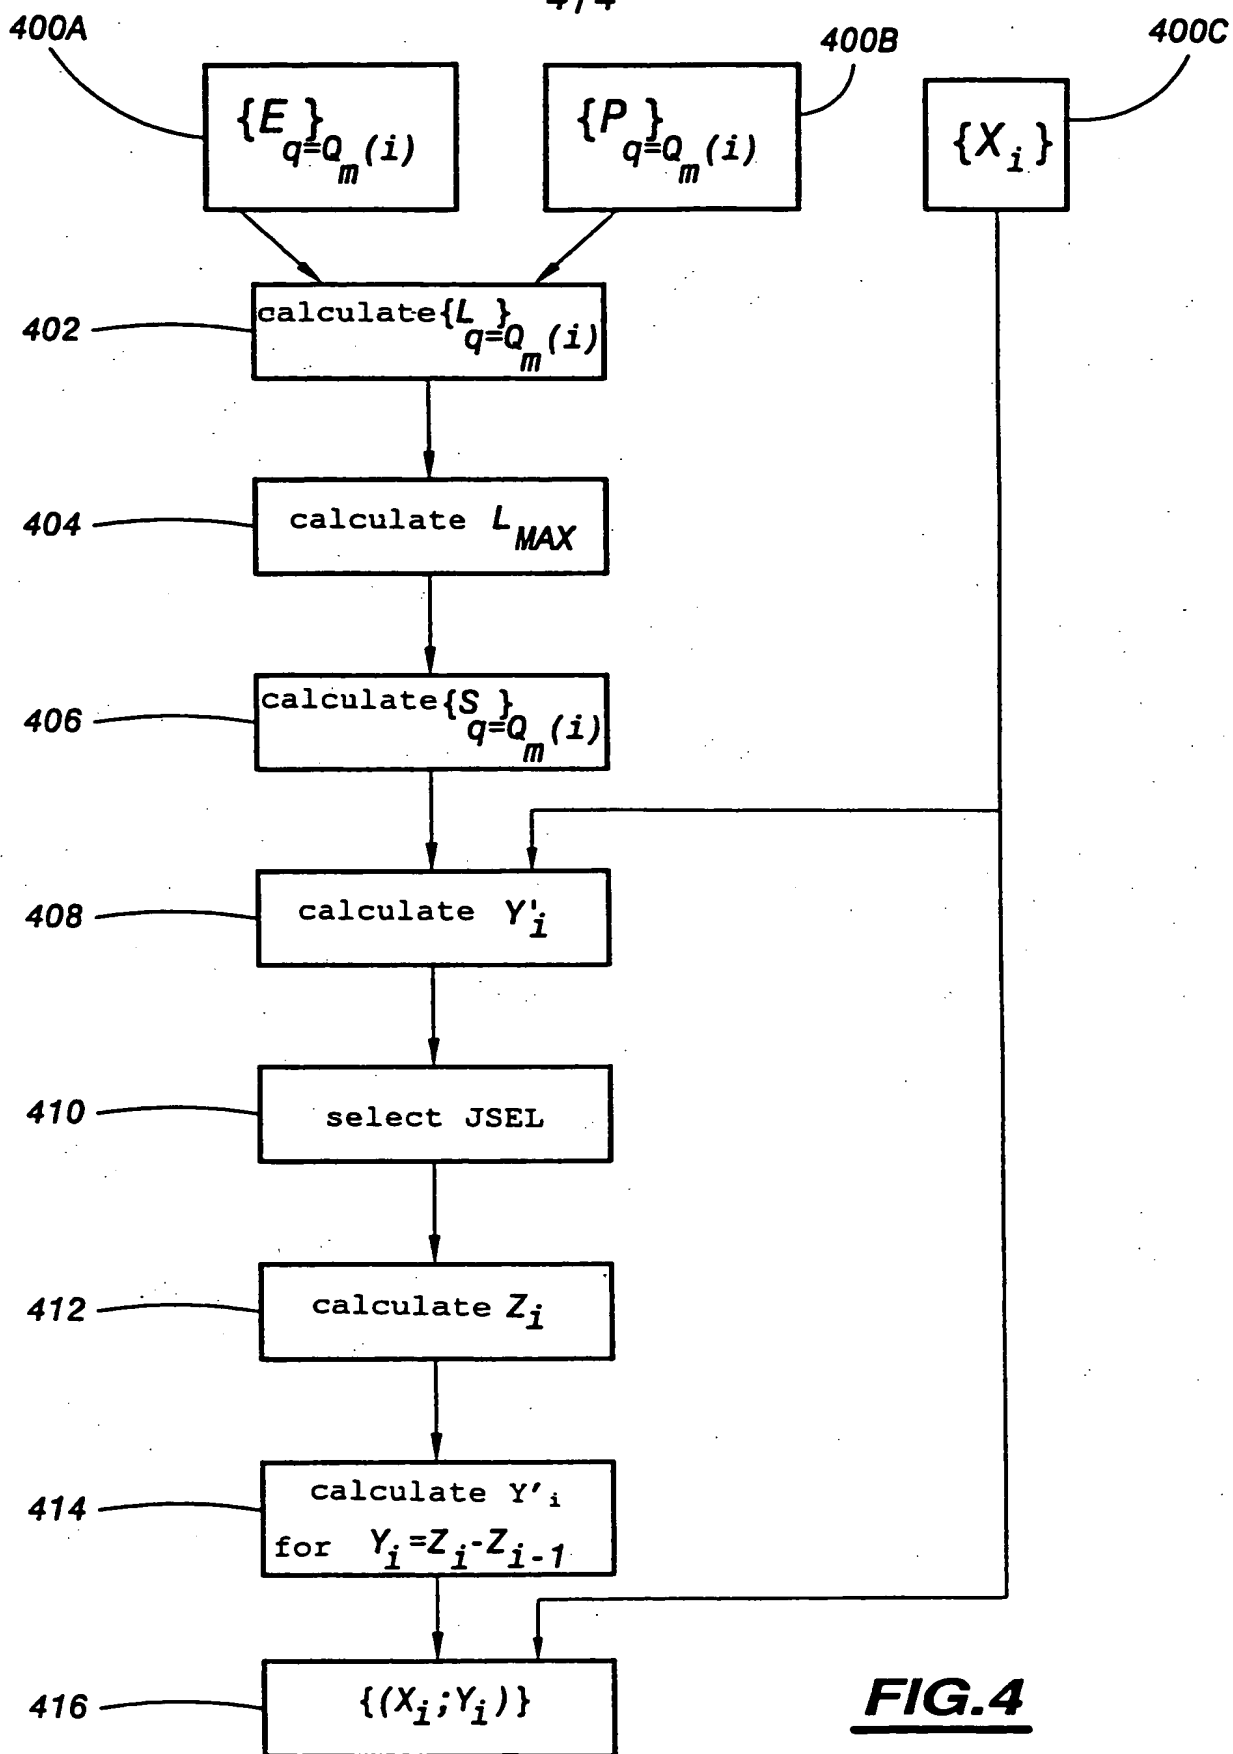 4/4
400A
400B
400C
{E }q=Qm(i)
{P }q=Qm(i)
{Xi}
402
calculate{L }q=Qm(i)
404
calculate LMAX
406
calculate{S }q=Qm(i)
408
calculate Y'i
410
select JSEL
412
calculate Zi
414
calculate Y'i
for Yi=Zi-Zi-1
416
{(Xi;Yi)}
FIG.4